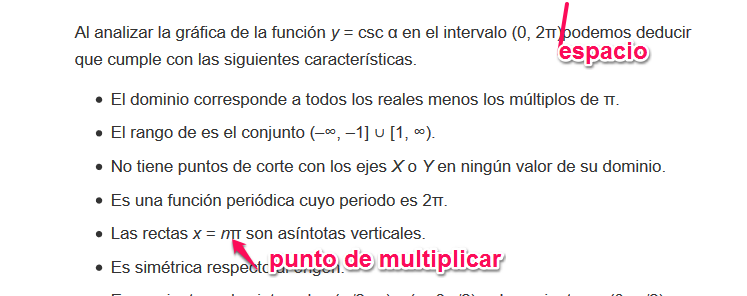 Al analizar la gráfica de la función y = csc α en el intervalo (0, 2π)podemos deducir
espacio
que cumple con las siguientes características.
• El dominio corresponde a todos los reales menos los múltiplos de π.
• El rango de es el conjunto (–∞, –1] ∪ [1, ∞).
• No tiene puntos de corte con los ejes X o Y en ningún valor de su dominio.
• Es una función periódica cuyo periodo es 2π.
• Las rectas x = nπ son asíntotas verticales.
punto de multiplicar
• Es simétrica respecto al origen.